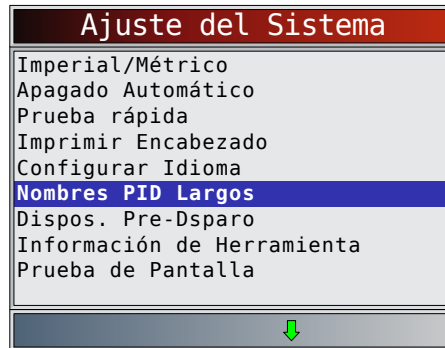 Ajuste del Sistema
Imperial/Métrico
Apagado Automático
Prueba rápida
Imprimir Encabezado
Configurar Idioma
Nombres PID Largos
Dispos. Pre-Dsparo
Información de Herramienta
Prueba de Pantalla